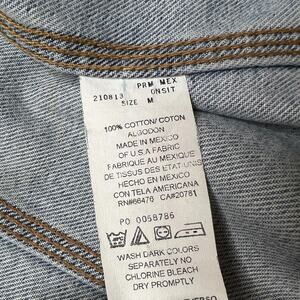 PRM MEX
210813 ONSIT
SIZE M
100% COTTON/ COTON
ALGODON
MADE IN MEXICO
OF U.S.A FABRIC
FABRIQUE AU MEXIQUE
DE TISSUS DES ETAT-UNIS
HECHO EN MEXICO
CON TELA AMERICANA
RN#66476 CA#20781
PO 0058786
WASH DARK COLORS
SEPARATELY NO
CHLORINE BLEACH
DRY PROMPTLY